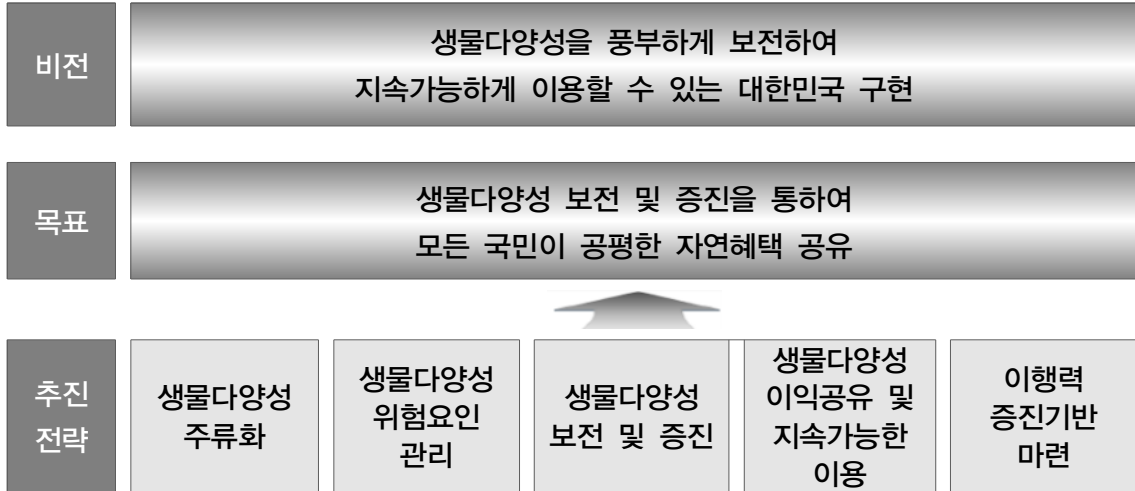 비전
생물다양성을 풍부하게 보전하여
지속가능하게 이용할 수 있는 대한민국 구현
목표
생물다양성 보전 및 증진을 통하여
모든 국민이 공평한 자연혜택 공유
추진
전략
생물다양성
주류화
생물다양성
위험요인
관리
생물다양성
보전 및 증진
생물다양성
이익공유 및
지속가능한
이용
이행력
증진기반
마련